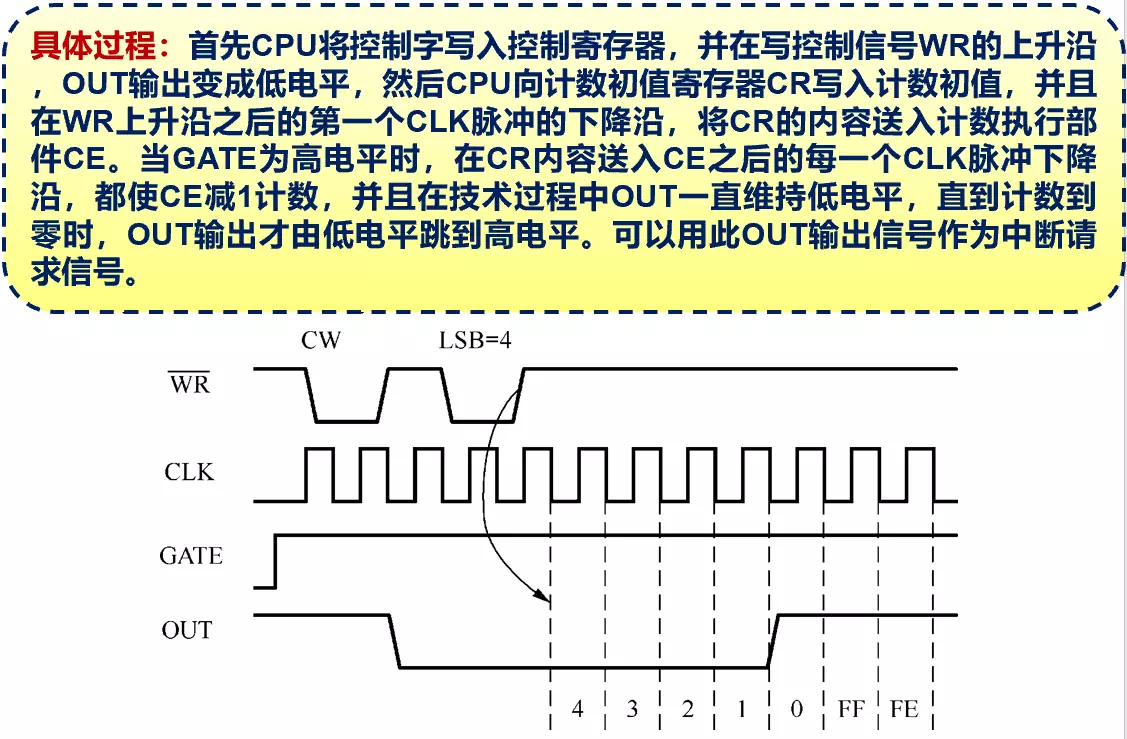 具体过程：首先CPU将控制字写入控制寄存器，并在写控制信号WR的上升沿
，OUT输出变成低电平，然后CPU向计数初值寄存器CR写入计数初值，并且
在WR上升沿之后的第一个CLK脉冲的下降沿，将CR的内容送入计数执行部
件CE。当GATE为高电平时，在CR内容送入CE之后的每一个CLK脉冲下降
沿，都使CE减1计数，并且在技术过程中OUT一直维持低电平，直到计数到
零时，OUT输出才由低电平跳到高电平。可以用此OUT输出信号作为中断请
求信号。
CW LSB=4
WR
CLK
GATE
OUT
4 3 2 1 0 FF FE